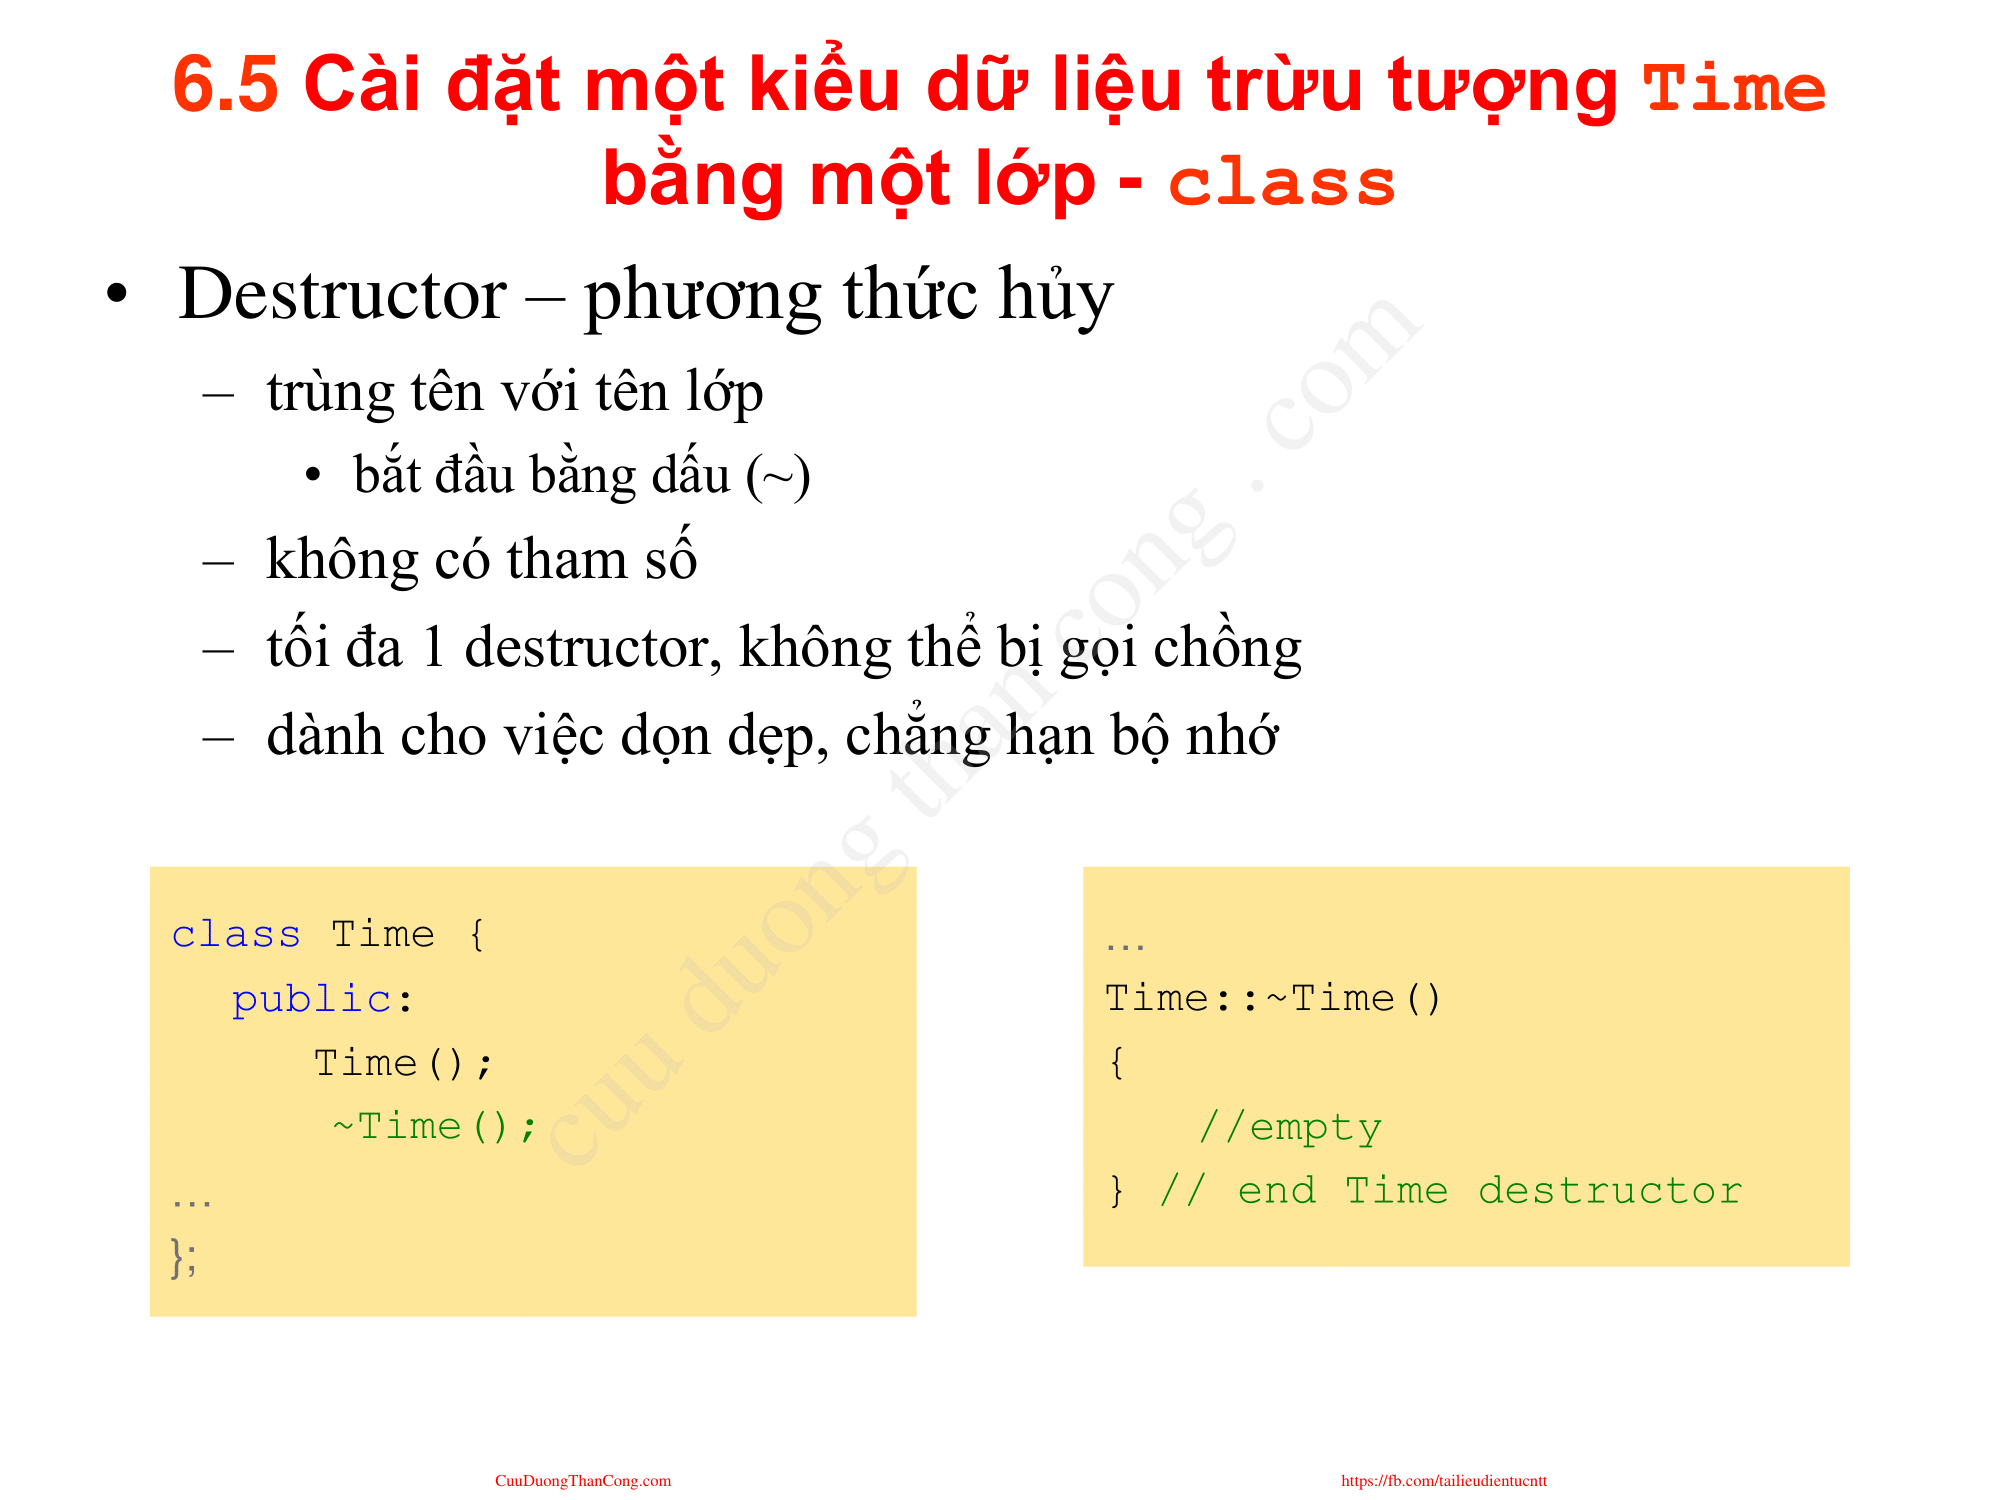 6.5 Cài đặt một kiểu dữ liệu trừu tượng Time
bằng một lớp - class
• Destructor – phương thức hủy
– trùng tên với tên lớp
• bắt đầu bằng dấu (~)
– không có tham số
– tối đa 1 destructor, không thể bị gọi chồng
– dành cho việc dọn dẹp, chẳng hạn bộ nhớ
class Time {
public:
Time();
~Time();
…
};
…
Time::~Time()
{
//empty
} // end Time destructor
cuu duong than cong . com
CuuDuongThanCong.com
https://fb.com/tailieudientucntt